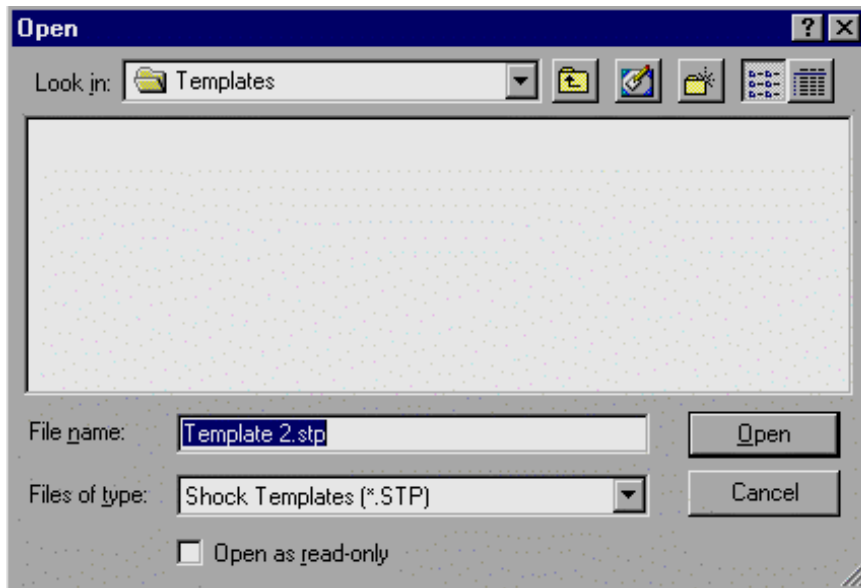 Open
Look in: Templates
File name: Template 2.stp Open
Files of type: Shock Templates (*.STP) Cancel
Open as read-only